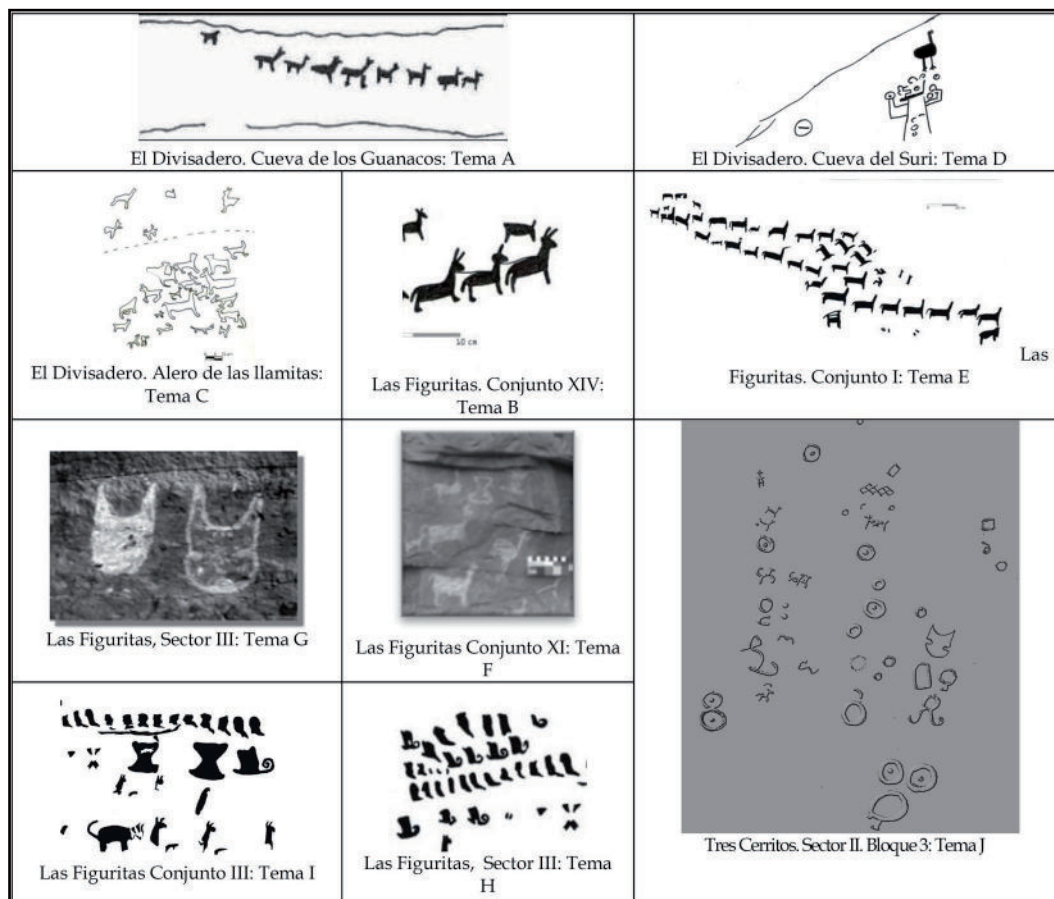 El Divisadero. Cueva de los Guanacos: Tema A
El Divisadero. Cueva del Suri: Tema D
El Divisadero. Alero de las llamitas:
Tema C
10 cm
Las Figuritas. Conjunto XIV:
Tema B
Las
Figuritas. Conjunto I: Tema E
Las Figuritas, Sector III: Tema G
Las Figuritas Conjunto XI: Tema
F
Las Figuritas Conjunto III: Tema I
Las Figuritas, Sector III: Tema
H
Tres Cerritos. Sector II. Bloque 3: Tema J